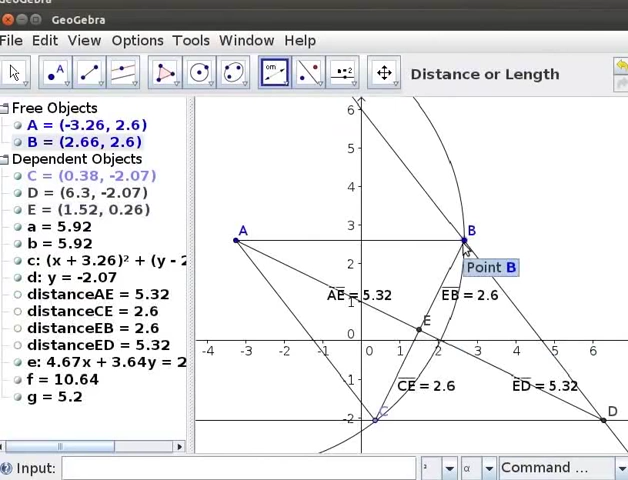 GeoGebra
File Edit View Options Tools Window Help
A
a=2
Distance or Length
Free Objects
A = (-3.26, 2.6)
B = (2.66, 2.6)
Dependent Objects
C = (0.38, -2.07)
D = (6.3, -2.07)
E = (1.52, 0.26)
a = 5.92
b = 5.92
c: (x + 3.26)² + (y - 2
d: y = -2.07
distanceAE = 5.32
distanceCE = 2.6
distanceEB = 2.6
distanceED = 5.32
e: 4.67x + 3.64y = 2
f = 10.64
g = 5.2
6
5
4
3
2
1
0
-1
-2
-4 -3 -2 -1 0 1 2 3 4 5 6
A
B
Point B
AE = 5.32
EB = 2.6
E
CE = 2.6
ED = 5.32
C
D
Input:
²
α
Command ...